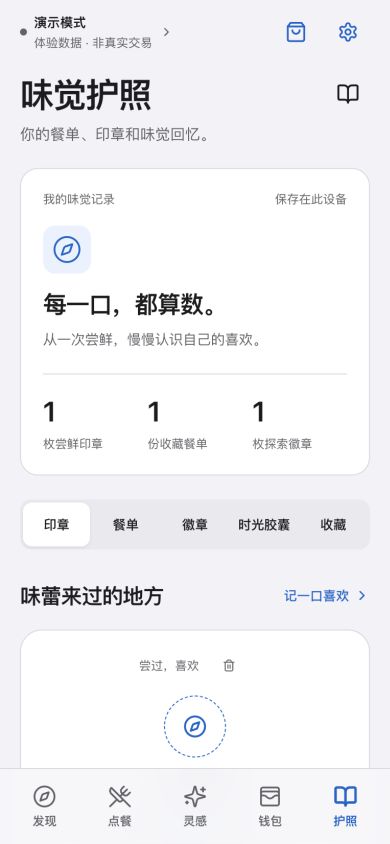 演示模式
体验数据 · 非真实交易
味觉护照
你的餐单、印章和味觉回忆。
我的味觉记录 保存在此设备
每一口，都算数。
从一次尝鲜，慢慢认识自己的喜欢。
1 1 1
枚尝鲜印章 份收藏餐单 枚探索徽章
印章 餐单 徽章 时光胶囊 收藏
味蕾来过的地方 记一口喜欢
尝过，喜欢
发现 点餐 灵感 钱包 护照